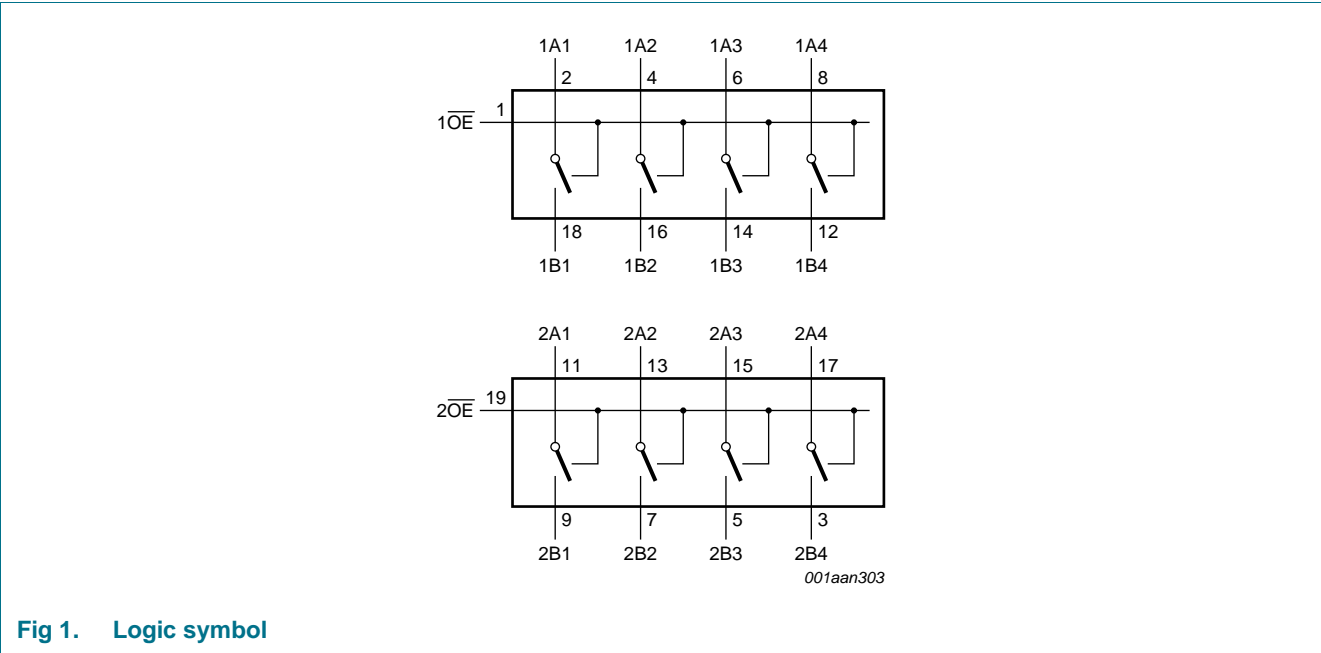 1A1 1A2 1A3 1A4
2 4 6 8
1O̅E̅ 1
18 16 14 12
1B1 1B2 1B3 1B4
2A1 2A2 2A3 2A4
11 13 15 17
2O̅E̅ 19
9 7 5 3
2B1 2B2 2B3 2B4
001aan303
Fig 1. Logic symbol